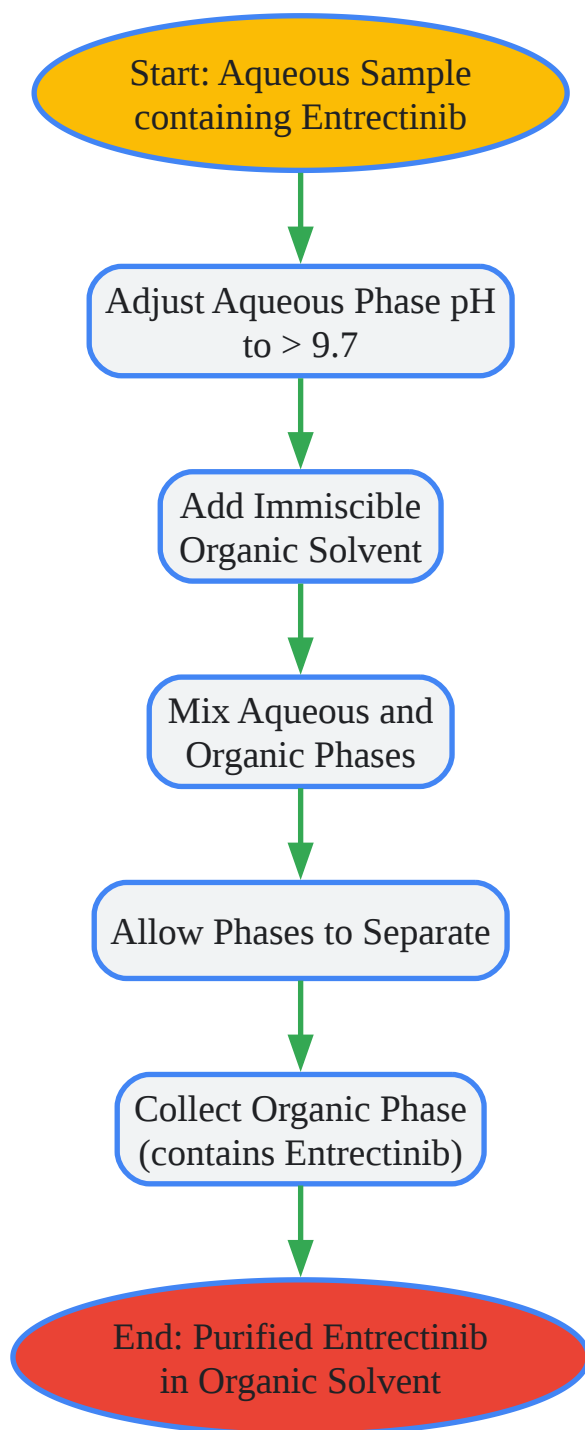 Start: Aqueous Sample
containing Entrectinib
Adjust Aqueous Phase pH
to > 9.7
Add Immiscible
Organic Solvent
Mix Aqueous and
Organic Phases
Allow Phases to Separate
Collect Organic Phase
(contains Entrectinib)
End: Purified Entrectinib
in Organic Solvent